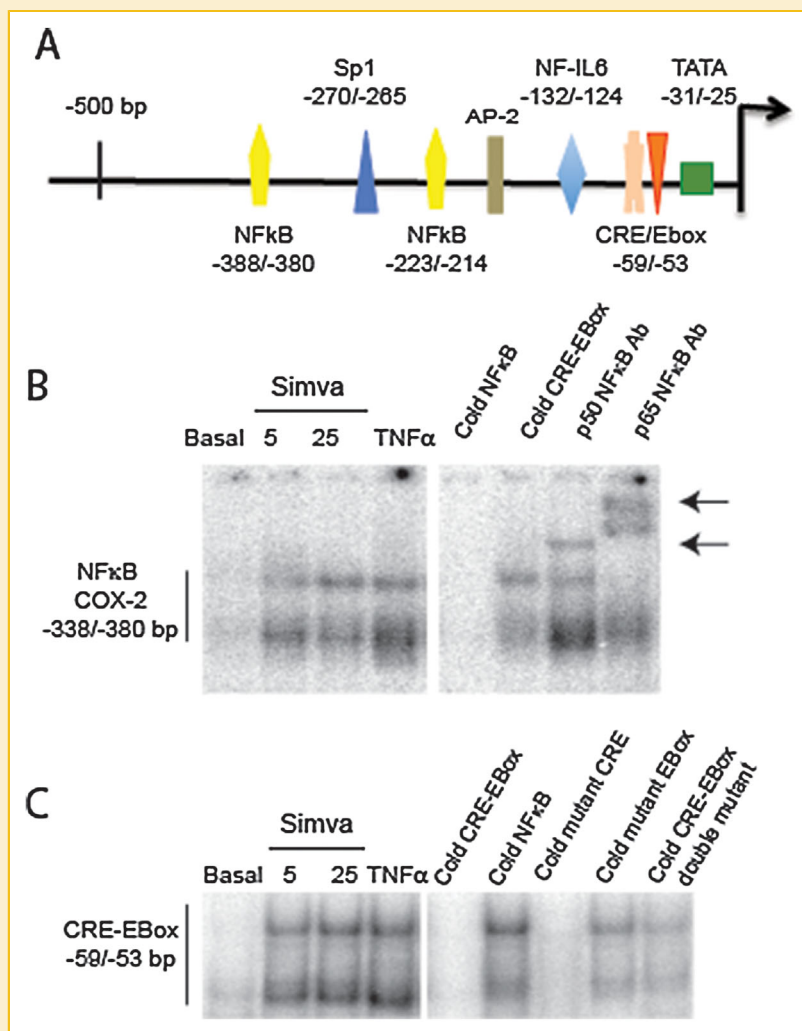 A
Sp1
-270/-265
NF-IL6
-132/-124
TATA
-31/-25
-500 bp
AP-2
NFkB
-388/-380
NFkB
-223/-214
CRE/Ebox
-59/-53
B
Simva
Basal 5 25 TNFα
Cold NFκB
Cold CRE-EBox
p50 NFκB Ab
p65 NFκB Ab
NFκB
COX-2
-338/-380 bp
C
Simva
Basal 5 25 TNFα
Cold CRE-EBox
Cold NFκB
Cold mutant CRE
Cold mutant EBox
Cold CRE-EBox
double mutant
CRE-EBox
-59/-53 bp